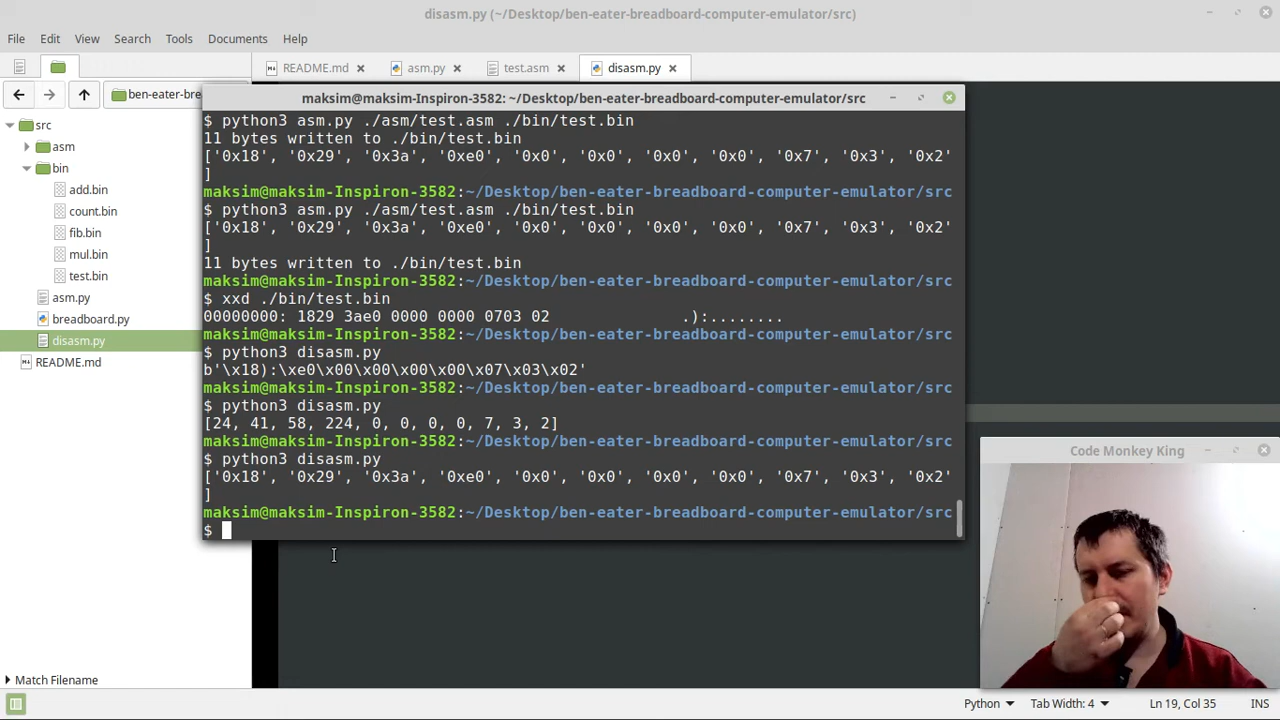 disasm.py (~/Desktop/ben-eater-breadboard-computer-emulator/src)
File Edit View Search Tools Documents Help
README.md
asm.py
test.asm
disasm.py
ben-eater-bre
src
asm
bin
add.bin
count.bin
fib.bin
mul.bin
test.bin
asm.py
breadboard.py
disasm.py
README.md
Match Filename
maksim@maksim-Inspiron-3582: ~/Desktop/ben-eater-breadboard-computer-emulator/src
$ python3 asm.py ./asm/test.asm ./bin/test.bin
11 bytes written to ./bin/test.bin
['0x18', '0x29', '0x3a', '0xe0', '0x0', '0x0', '0x0', '0x0', '0x7', '0x3', '0x2'
]
maksim@maksim-Inspiron-3582:~/Desktop/ben-eater-breadboard-computer-emulator/src
$ python3 asm.py ./asm/test.asm ./bin/test.bin
['0x18', '0x29', '0x3a', '0xe0', '0x0', '0x0', '0x0', '0x0', '0x7', '0x3', '0x2'
]
11 bytes written to ./bin/test.bin
maksim@maksim-Inspiron-3582:~/Desktop/ben-eater-breadboard-computer-emulator/src
$ xxd ./bin/test.bin
00000000: 1829 3ae0 0000 0000 0703 02 .):........
maksim@maksim-Inspiron-3582:~/Desktop/ben-eater-breadboard-computer-emulator/src
$ python3 disasm.py
b'\x18):\xe0\x00\x00\x00\x00\x07\x03\x02'
maksim@maksim-Inspiron-3582:~/Desktop/ben-eater-breadboard-computer-emulator/src
$ python3 disasm.py
[24, 41, 58, 224, 0, 0, 0, 0, 7, 3, 2]
maksim@maksim-Inspiron-3582:~/Desktop/ben-eater-breadboard-computer-emulator/src
$ python3 disasm.py
['0x18', '0x29', '0x3a', '0xe0', '0x0', '0x0', '0x0', '0x0', '0x7', '0x3', '0x2'
]
maksim@maksim-Inspiron-3582:~/Desktop/ben-eater-breadboard-computer-emulator/src
$
Code Monkey King
Python Tab Width: 4 Ln 19, Col 35 INS